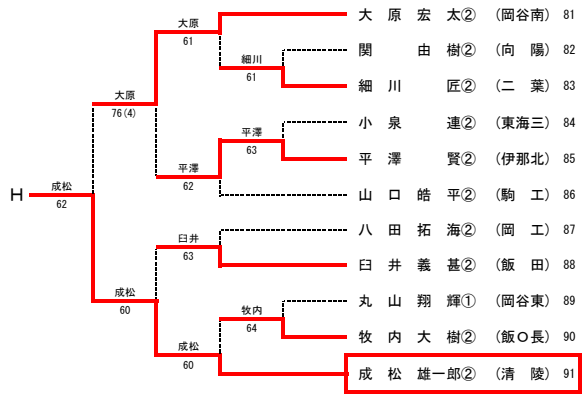 大原宏太② (岡谷南) 81
大原
61
関由樹② (向陽) 82
細川
61
細川匠② (二葉) 83
大原
76(4)
小泉連② (東海三) 84
平澤
63
平澤賢② (伊那北) 85
平澤
62
山口皓平② (駒工) 86
H
成松
62
八田拓海② (岡工) 87
臼井
63
臼井義甚② (飯田) 88
成松
60
丸山翔輝① (岡谷東) 89
牧内
64
牧内大樹② (飯O長) 90
成松
60
成松雄一郎② (清陵) 91